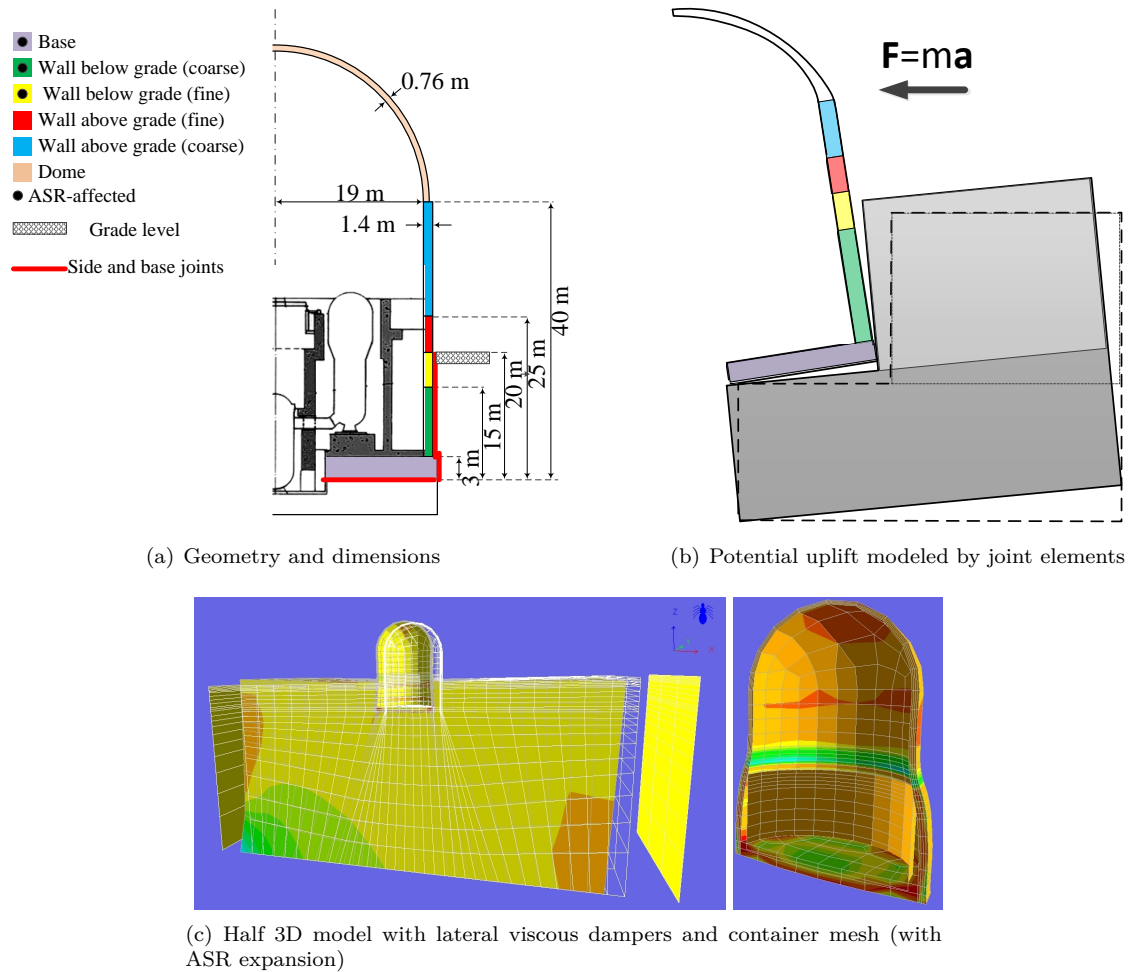 Base
Wall below grade (coarse)
Wall below grade (fine)
Wall above grade (fine)
Wall above grade (coarse)
Dome
ASR-affected
Grade level
Side and base joints
0.76 m
19 m
1.4 m
40 m
25 m
20 m
15 m
3 m
F=ma
(a) Geometry and dimensions
(b) Potential uplift modeled by joint elements
Z
Y
X
(c) Half 3D model with lateral viscous dampers and container mesh (with
ASR expansion)